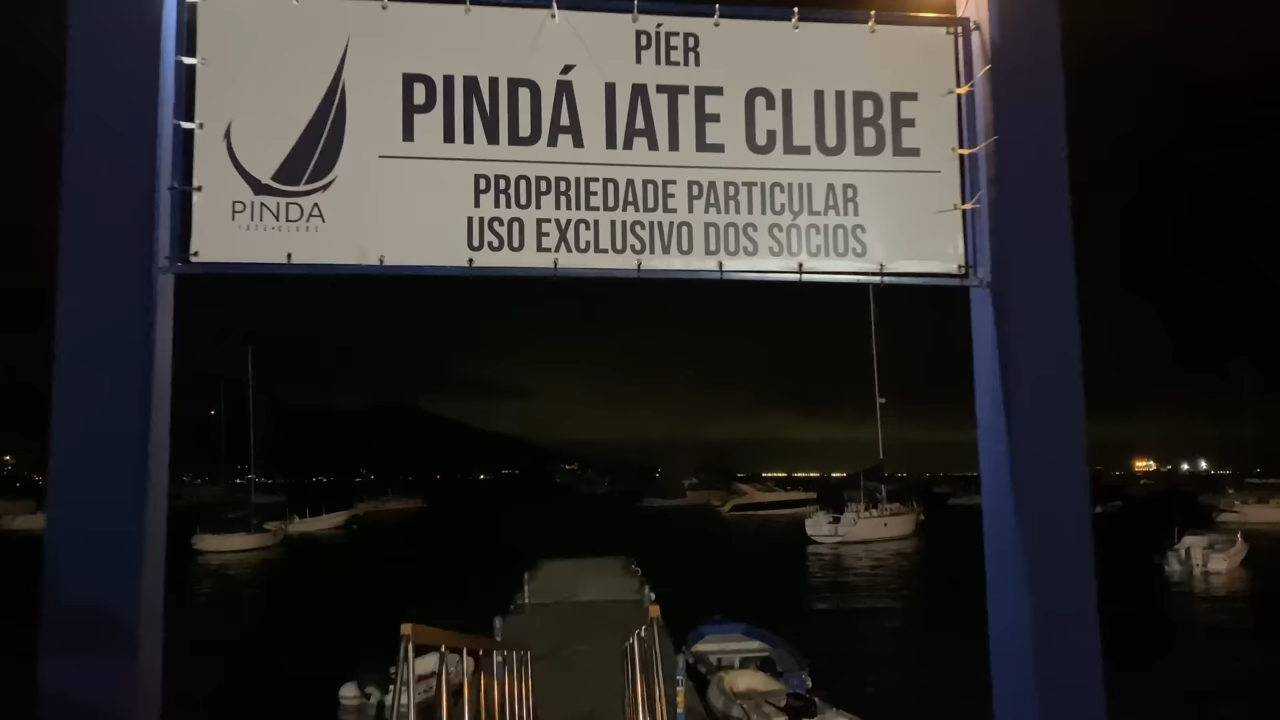 PÍER
PINDÁ IATE CLUBE
PROPRIEDADE PARTICULAR
USO EXCLUSIVO DOS SÓCIOS
PINDA
IATE•CLUBE